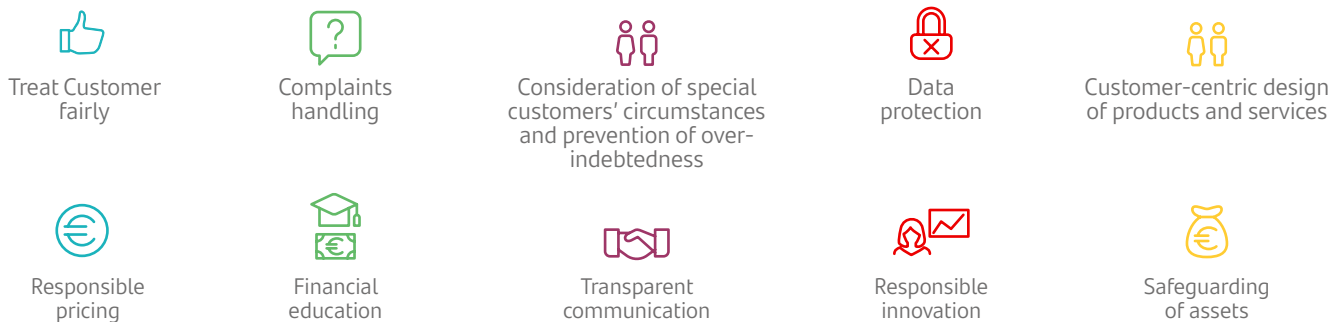 Treat Customer
fairly
Complaints
handling
Consideration of special
customers’ circumstances
and prevention of over-
indebtedness
Data
protection
Customer-centric design
of products and services
Responsible
pricing
Financial
education
Transparent
communication
Responsible
innovation
Safeguarding
of assets